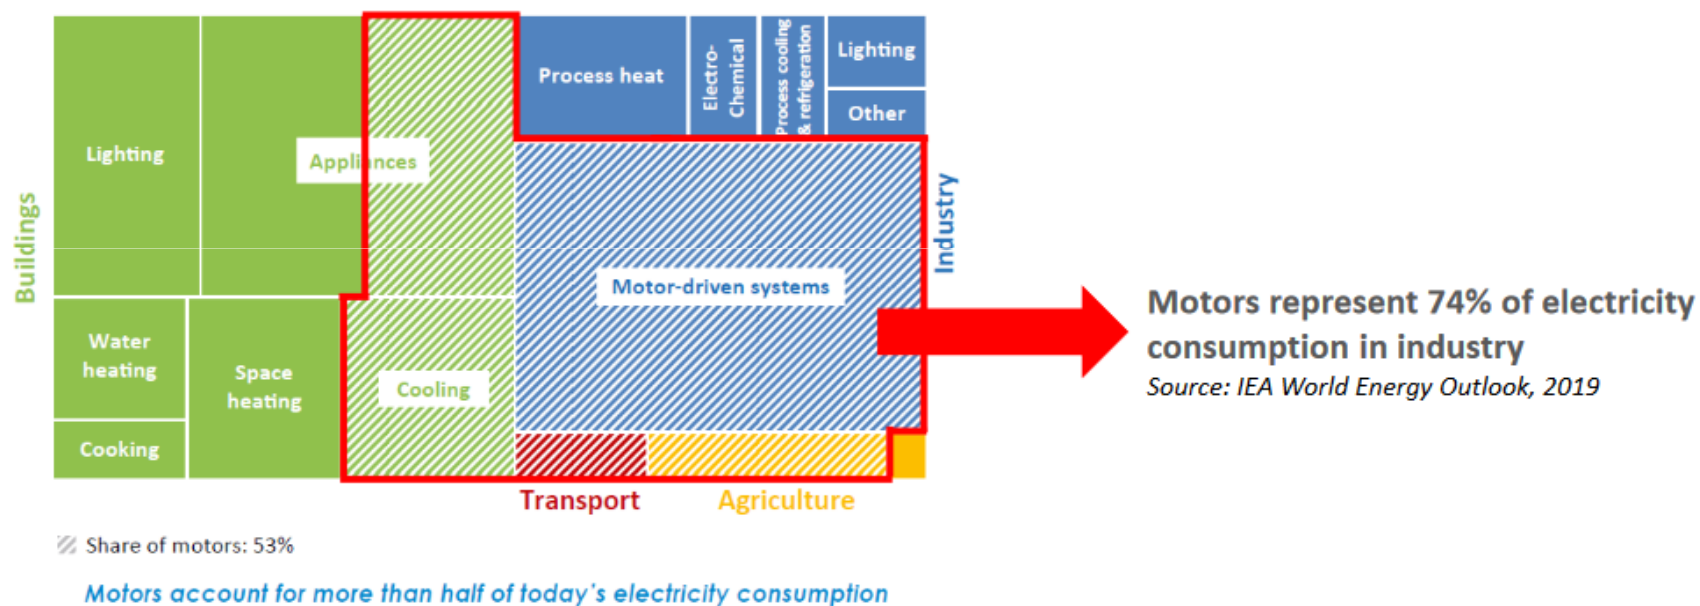 Buildings
Lighting
Appliances
Process heat
Electro-
Chemical
Process cooling
& refrigeration
Lighting
Other
Industry
Motor-driven systems
Water
heating
Space
heating
Cooling
Cooking
Transport
Agriculture
Motors represent 74% of electricity
consumption in industry
Source: IEA World Energy Outlook, 2019
Share of motors: 53%
Motors account for more than half of today's electricity consumption